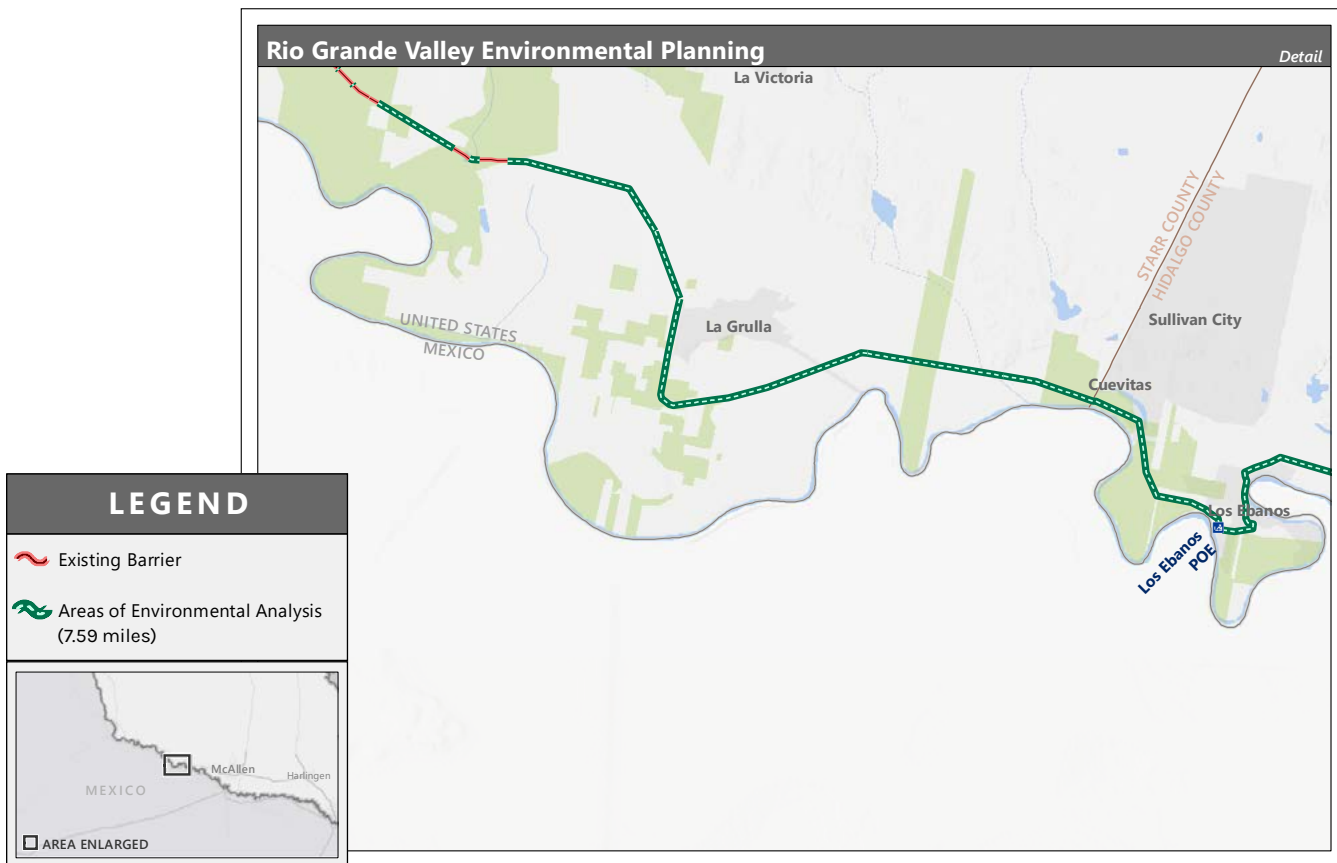 Rio Grande Valley Environmental Planning
Detail
La Victoria
STARR COUNTY
HIDALGO COUNTY
UNITED STATES
MEXICO
La Grulla
Sullivan City
Cuevitas
Los Ebanos
Los Ebanos
POE
LEGEND
Existing Barrier
Areas of Environmental Analysis
(7.59 miles)
McAllen
Harlingen
MEXICO
AREA ENLARGED